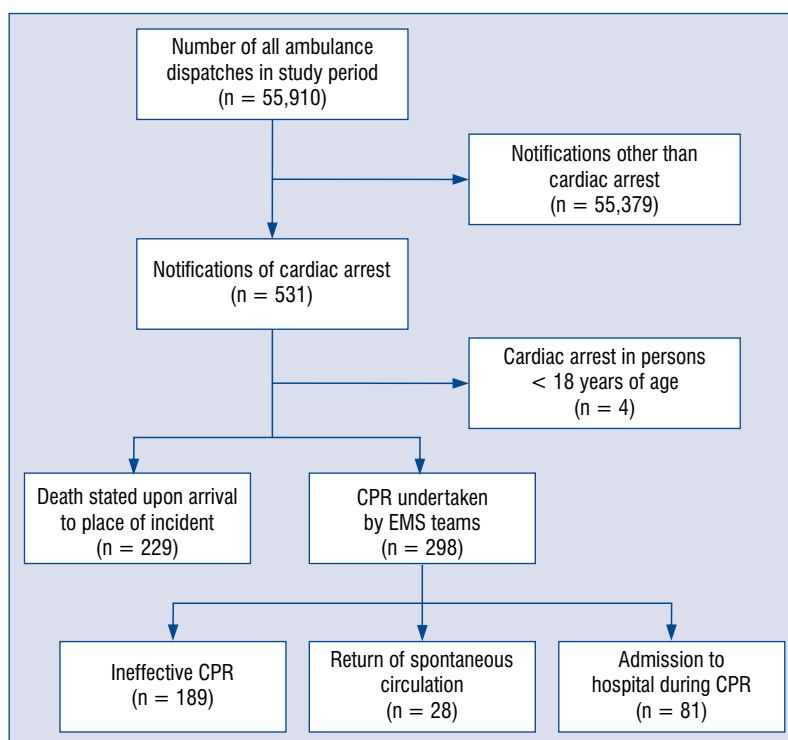 Number of all ambulance
dispatches in study period
(n = 55,910)
Notifications other than
cardiac arrest
(n = 55,379)
Notifications of cardiac arrest
(n = 531)
Cardiac arrest in persons
< 18 years of age
(n = 4)
Death stated upon arrival
to place of incident
(n = 229)
CPR undertaken
by EMS teams
(n = 298)
Ineffective CPR
(n = 189)
Return of spontaneous
circulation
(n = 28)
Admission to
hospital during CPR
(n = 81)